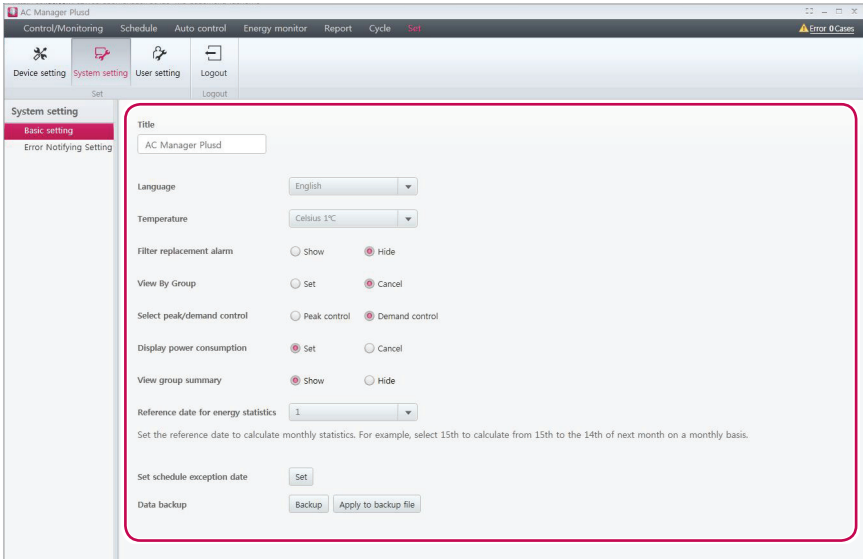 AC Manager Plusd
Control/Monitoring Schedule Auto control Energy monitor Report Cycle Set
Error 0 Cases
Device setting System setting User setting Logout
Set Logout
System setting
Basic setting
Error Notifying Setting
Title
AC Manager Plusd
Language English
Temperature Celsius 1℃
Filter replacement alarm Show Hide
View By Group Set Cancel
Select peak/demand control Peak control Demand control
Display power consumption Set Cancel
View group summary Show Hide
Reference date for energy statistics 1
Set the reference date to calculate monthly statistics. For example, select 15th to calculate from 15th to the 14th of next month on a monthly basis.
Set schedule exception date Set
Data backup Backup Apply to backup file